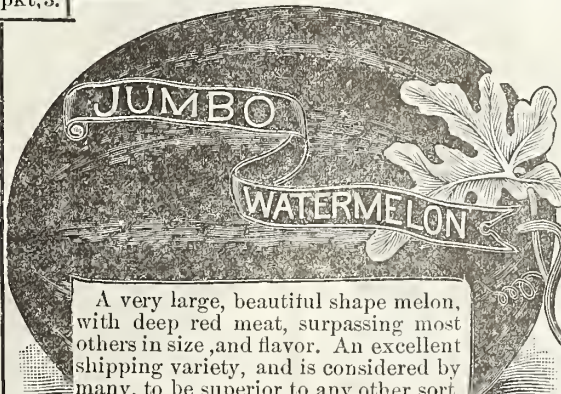 pkt, 3.
JUMBO
WATERMELON
A very large, beautiful shape melon,
with deep red meat, surpassing most
others in size ,and flavor. An excellent
shipping variety, and is considered by
many, to be superior to any other sort.